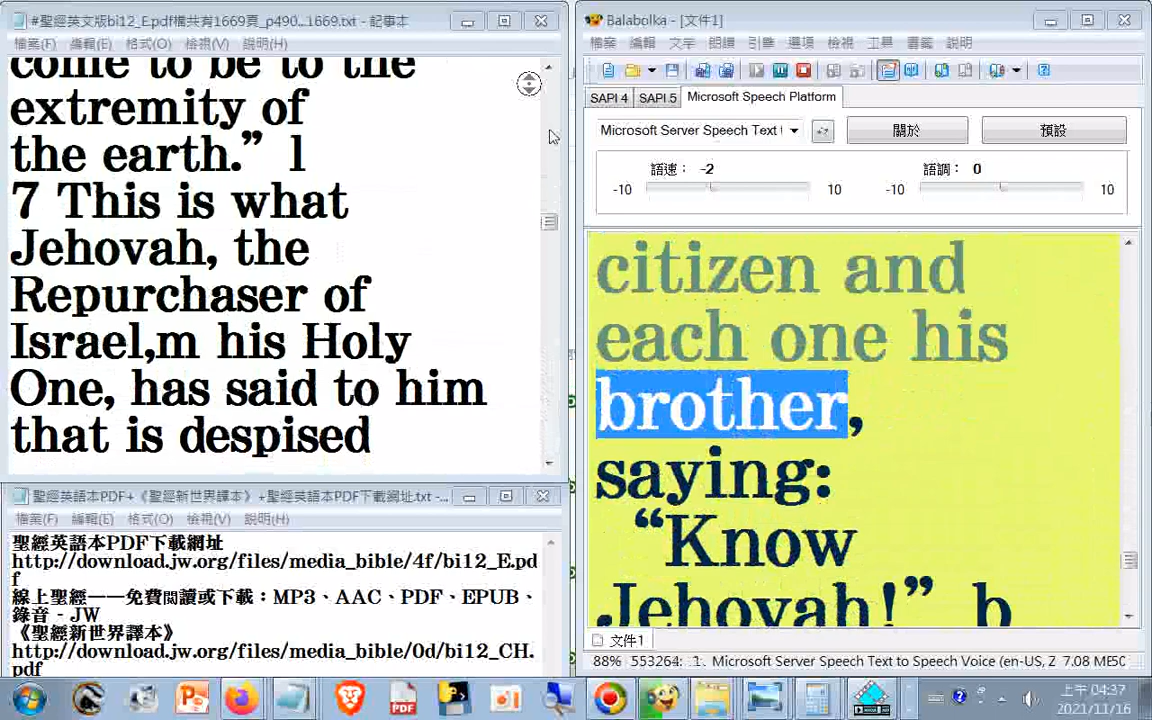 #聖經英文版bi12_E.pdf橫共有1669頁_p490...1669.txt - 記事本
檔案(F) 編輯(E) 格式(O) 檢視(V) 說明(H)
come to be to the
extremity of
the earth.” l
7 This is what
Jehovah, the
Repurchaser of
Israel,m his Holy
One, has said to him
that is despised
聖經英語本PDF+《聖經新世界譯本》+聖經英語本PDF下載網址.txt -...
檔案(F) 編輯(E) 格式(O) 檢視(V) 說明(H)
聖經英語本PDF下載網址
http://download.jw.org/files/media_bible/4f/bi12_E.pd
f
線上聖經——免費閱讀或下載：MP3、AAC、PDF、EPUB、
錄音 - JW
《聖經新世界譯本》
http://download.jw.org/files/media_bible/0d/bi12_CH.
pdf
Balabolka - [文件1]
檔案 編輯 文字 朗讀 引擎 選項 檢視 工具 書籤 說明
SAPI 4 SAPI 5 Microsoft Speech Platform
Microsoft Server Speech Text 關於 預設
語速： -2 語調： 0
-10 10 -10 10
citizen and
each one his
brother,
saying:
“Know
Jehovah!” b
文件1
88% 553264: .1. Microsoft Server Speech Text to Speech Voice (en-US, Z 7.08 ME
上午 04:37
2021/11/16